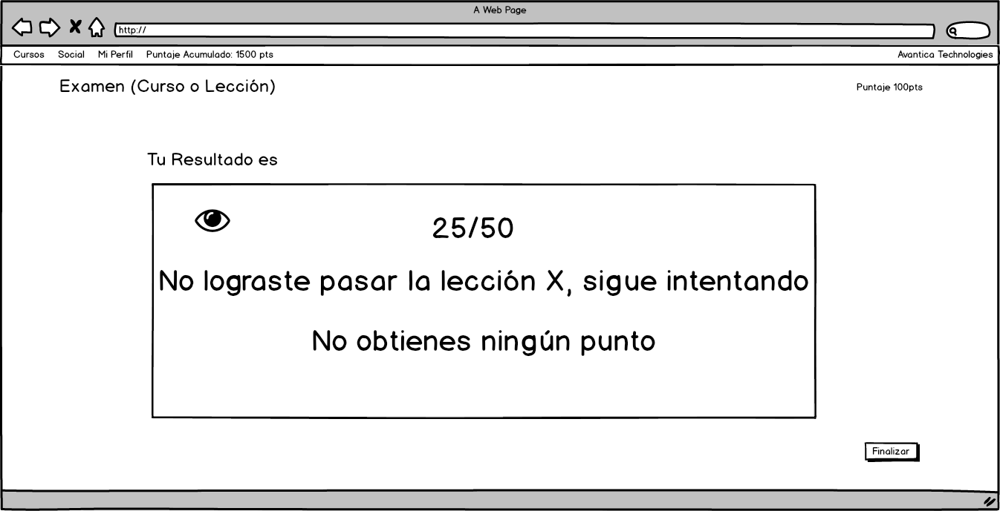 A Web Page
http://
Cursos Social Mi Perfil Puntaje Acumulado: 1500 pts Avantica Technologies
Examen (Curso o Lección) Puntaje 100pts
Tu Resultado es
25/50
No lograste pasar la lección X, sigue intentando
No obtienes ningún punto
Finalizar